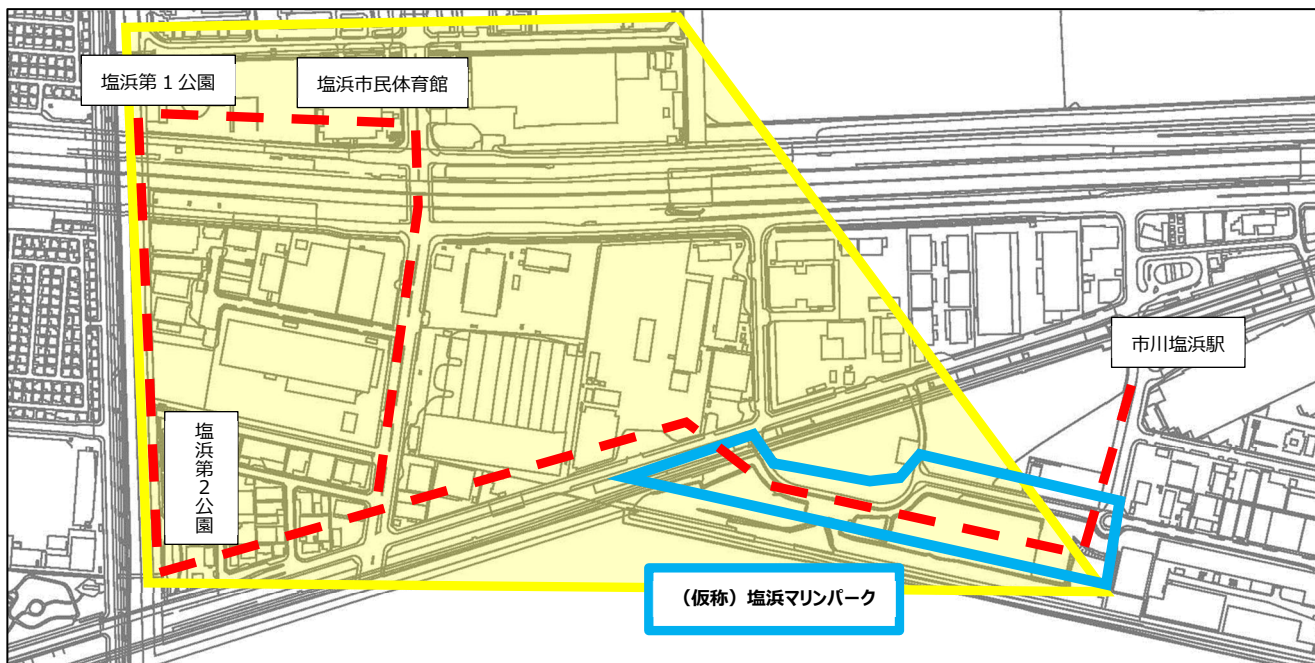 塩浜第１公園
塩浜市民体育館
市川塩浜駅
塩浜第2公園
（仮称）塩浜マリンパーク